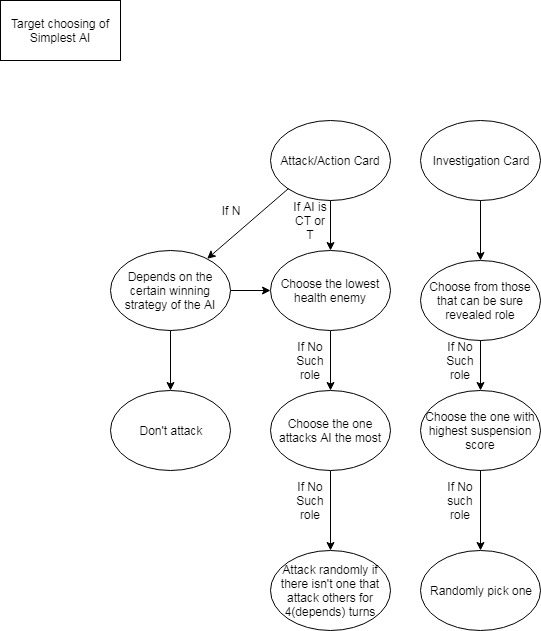 Target choosing of
Simplest AI
Attack/Action Card
Investigation Card
If N
If AI is
CT or
T
Depends on the
certain winning
strategy of the AI
Choose the lowest
health enemy
Choose from those
that can be sure
revealed role
If No
Such
role
If No
Such
role
Don't attack
Choose the one
attacks AI the most
Choose the one with
highest suspension
score
If No
Such
role
If No
such
role
Attack randomly if
there isn't one that
attack others for
4(depends) turns
Randomly pick one